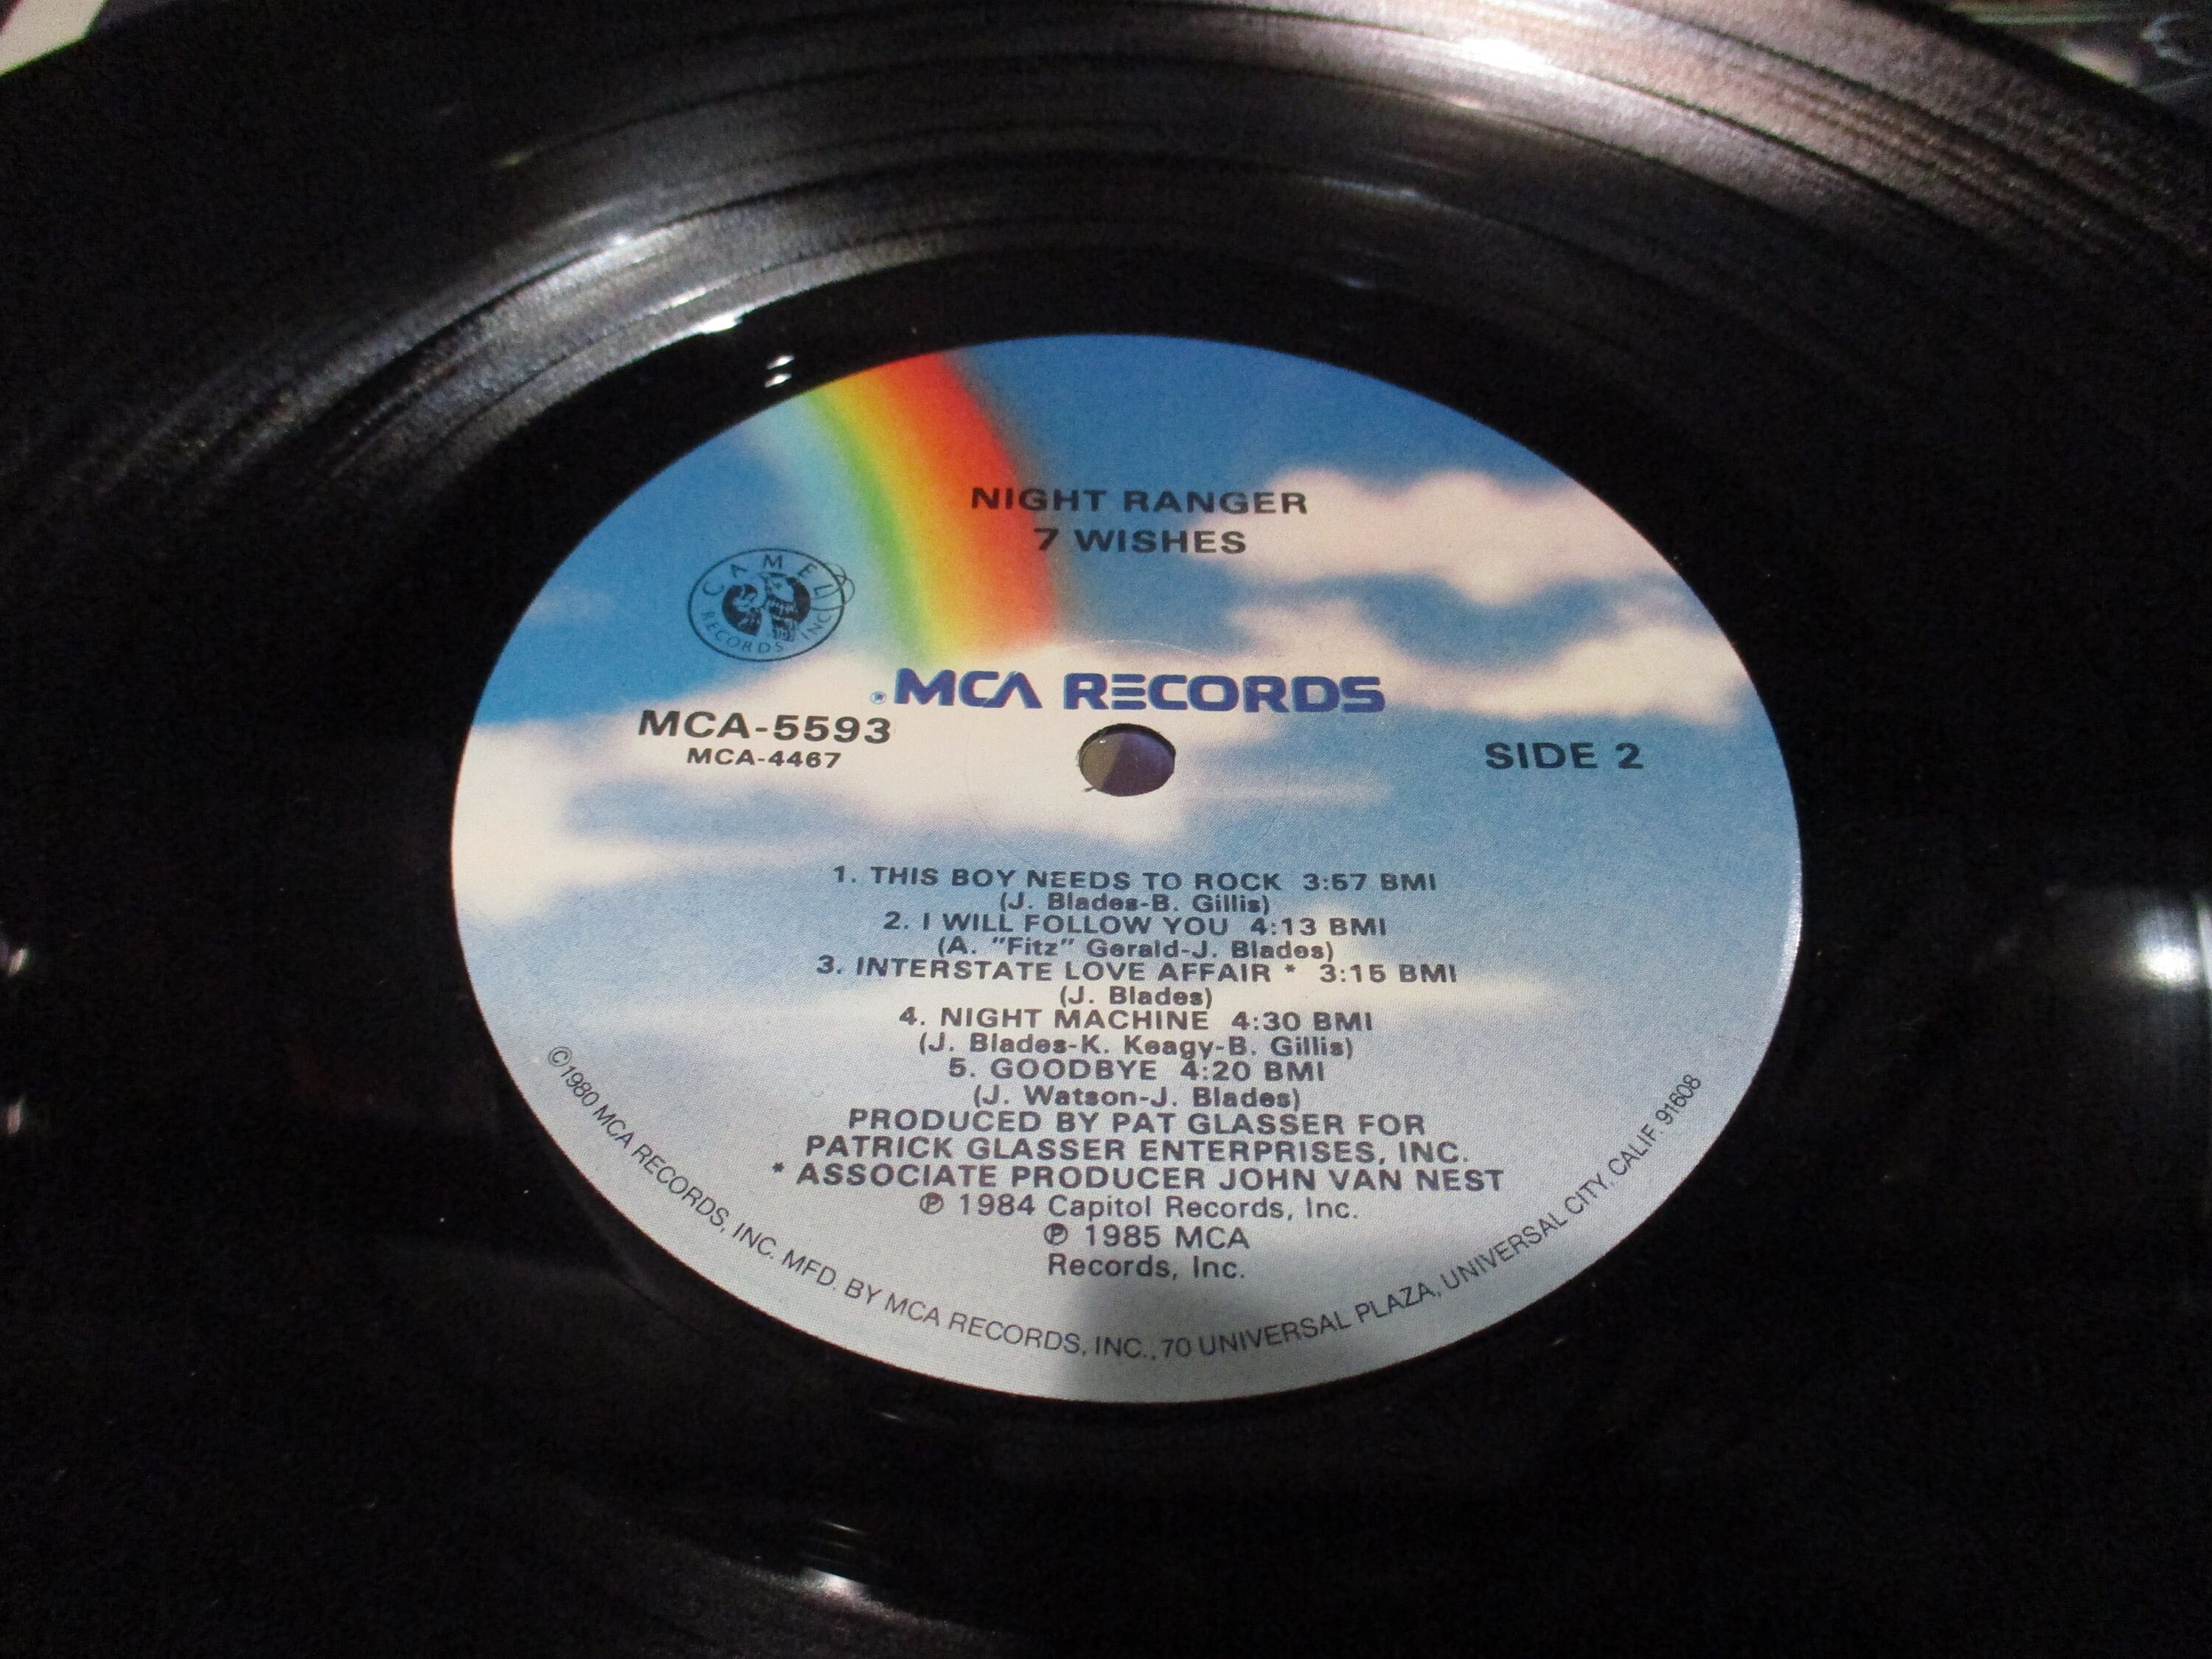 NIGHT RANGER
7 WISHES
CAMEL
RECORDS INC
® MCA RECORDS
MCA-5593
MCA-4467
SIDE 2
1. THIS BOY NEEDS TO ROCK 3:57 BMI
(J. Blades-B. Gillis)
2. I WILL FOLLOW YOU 4:13 BMI
(A. "Fitz" Gerald-J. Blades)
3. INTERSTATE LOVE AFFAIR * 3:15 BMI
(J. Blades)
4. NIGHT MACHINE 4:30 BMI
(J. Blades-K. Keagy-B. Gillis)
5. GOODBYE 4:20 BMI
(J. Watson-J. Blades)
PRODUCED BY PAT GLASSER FOR
PATRICK GLASSER ENTERPRISES, INC.
* ASSOCIATE PRODUCER JOHN VAN NEST
℗ 1984 Capitol Records, Inc.
℗ 1985 MCA
Records, Inc.
©1980 MCA RECORDS, INC. MFD. BY MCA RECORDS, INC., 70 UNIVERSAL PLAZA, UNIVERSAL CITY, CALIF. 91608